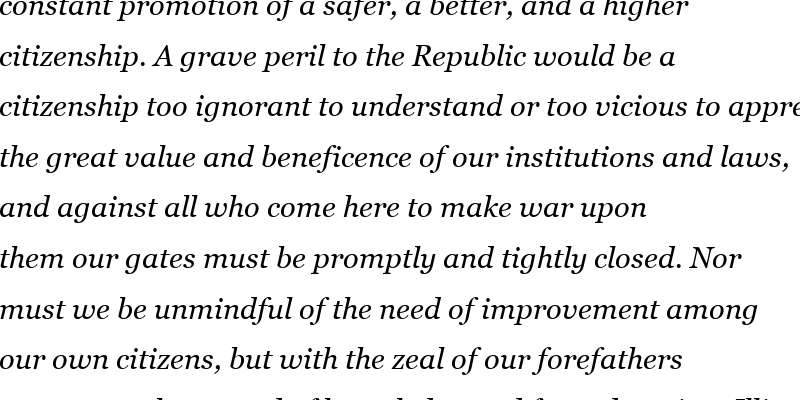 constant promotion of a safer, a better, and a higher
citizenship. A grave peril to the Republic would be a
citizenship too ignorant to understand or too vicious to appre
the great value and beneficence of our institutions and laws,
and against all who come here to make war upon
them our gates must be promptly and tightly closed. Nor
must we be unmindful of the need of improvement among
our own citizens, but with the zeal of our forefathers